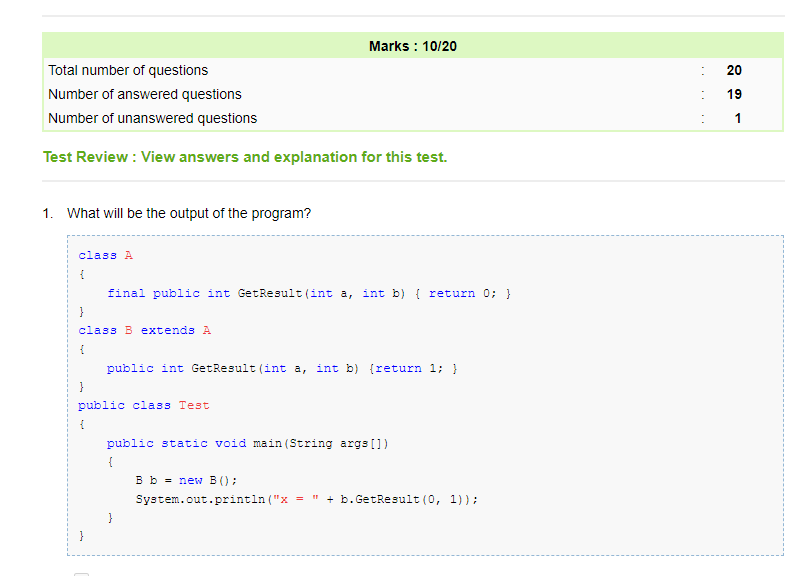 Marks : 10/20
Total number of questions : 20
Number of answered questions : 19
Number of unanswered questions : 1
Test Review : View answers and explanation for this test.
1. What will be the output of the program?
class A
{
    final public int GetResult(int a, int b) { return 0; }
}
class B extends A
{
    public int GetResult(int a, int b) {return 1; }
}
public class Test
{
    public static void main(String args[])
    {
        B b = new B();
        System.out.println("x = " + b.GetResult(0, 1));
    }
}